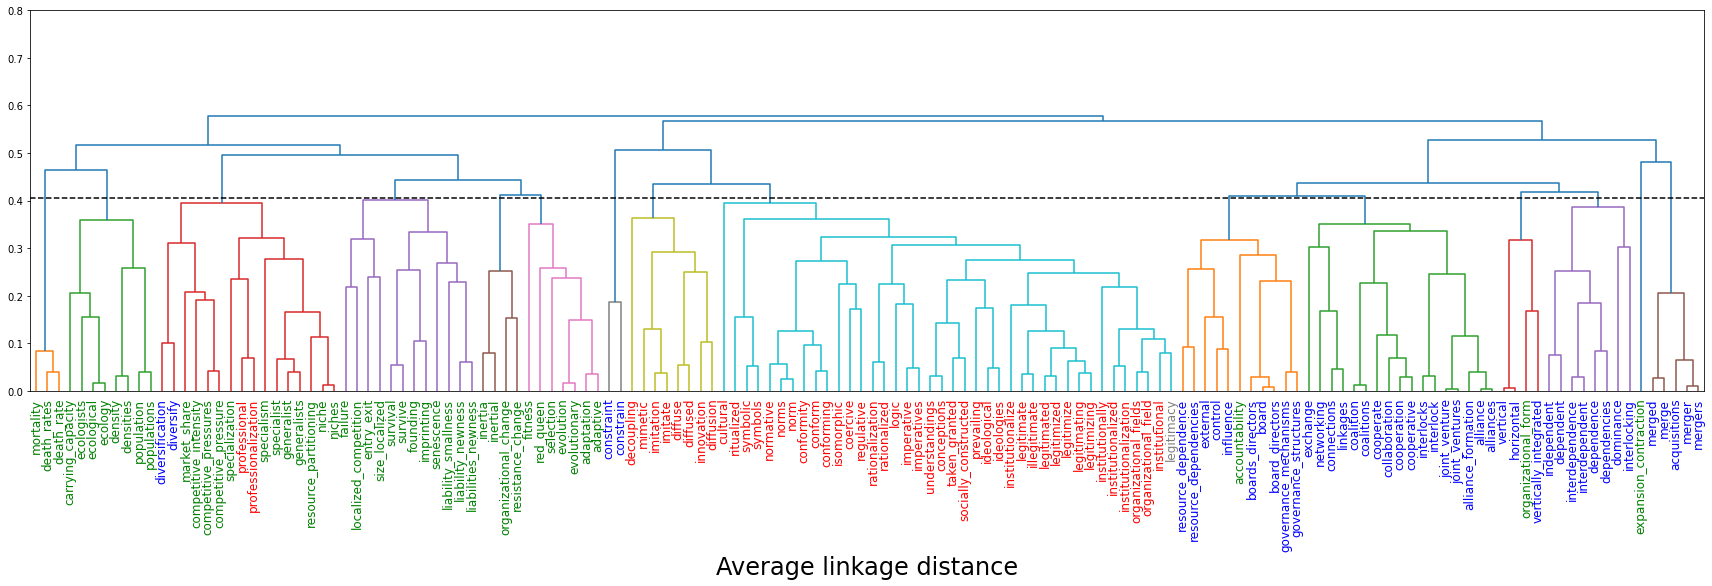 0.8
0.7
0.6
0.5
0.4
0.3
0.2
0.1
0.0
mortality
death_rates
death_rate
carrying_capacity
ecologists
ecological
ecology
density
densities
population
populations
diversification
diversify
market_share
competitive_intensity
competitive_pressures
competitive_pressure
specialization
professional
professionalization
specialism
specialist
generalist
generalists
resource_partitioning
niche
niches
failure
localized_competition
entry_exit
size_localized
survival
survive
founding
imprinting
senescence
liability_smallness
liability_newness
liabilities_newness
inertia
inertial
organizational_change
resistance_change
fitness
red_queen
selection
evolution
evolutionary
adaptation
adaptive
constraint
constrain
decoupling
mimetic
imitation
imitate
diffuse
diffused
innovation
diffusion
cultural
ritualized
symbolic
symbols
normative
norms
norm
conformity
conform
conforming
isomorphic
coercive
regulative
rationalization
rationalized
logic
imperative
imperatives
understandings
conceptions
taken_granted
socially_constructed
prevailing
ideological
ideologies
institutionalize
legitimate
illegitimate
legitimated
legitimized
legitimize
legitimating
legitimizing
institutionally
institutionalized
institutionalization
organizational_fields
organizational_field
institutional
legitimacy
resource_dependence
resource_dependencies
external
control
influence
accountability
boards_directors
board
board_directors
governance_mechanisms
governance_structures
exchange
networking
connections
linkages
coalition
coalitions
cooperate
collaboration
cooperation
cooperative
interlocks
interlock
joint_venture
joint_ventures
alliance_formation
alliance
alliances
vertical
horizontal
organizational_form
vertically_integrated
independent
dependent
interdependence
interdependent
dependence
dependencies
dominance
interlocking
expansion_contraction
merged
merge
acquisitions
merger
mergers
Average linkage distance